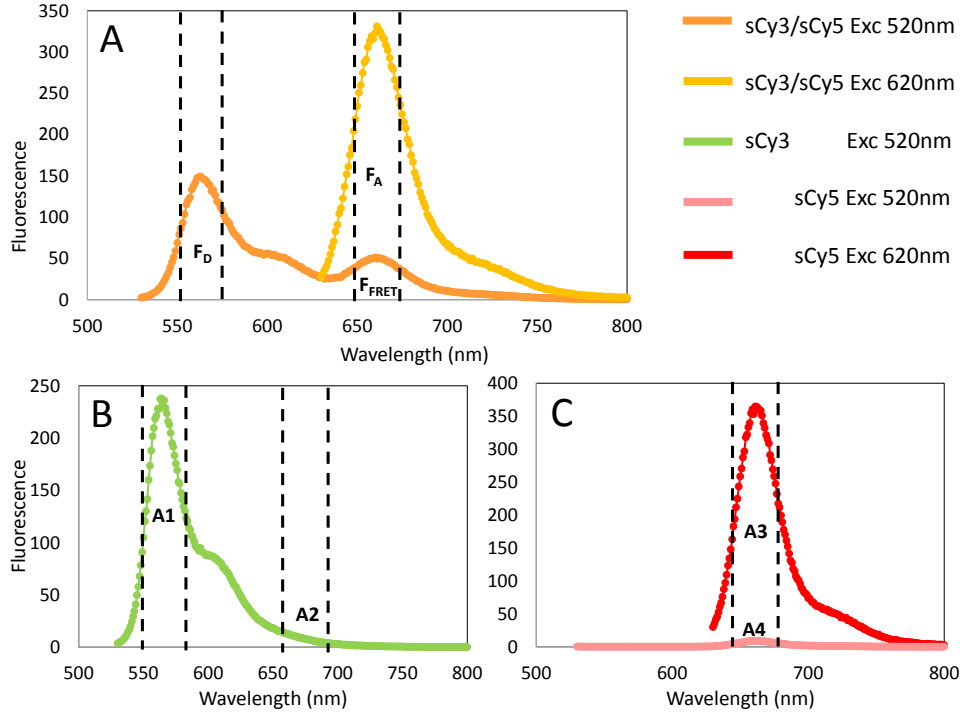 A
350
300
250
200
150
100
50
0
Fluorescence
F_A
F_D
F_FRET
500 550 600 650 700 750 800
Wavelength (nm)
sCy3/sCy5 Exc 520nm
sCy3/sCy5 Exc 620nm
sCy3 Exc 520nm
sCy5 Exc 520nm
sCy5 Exc 620nm
B
250
200
150
100
50
0
Fluorescence
A1
A2
500 550 600 650 700 750 800
Wavelength (nm)
C
400
350
300
250
200
150
100
50
0
Fluorescence
A3
A4
500 600 700 800
Wavelength (nm)